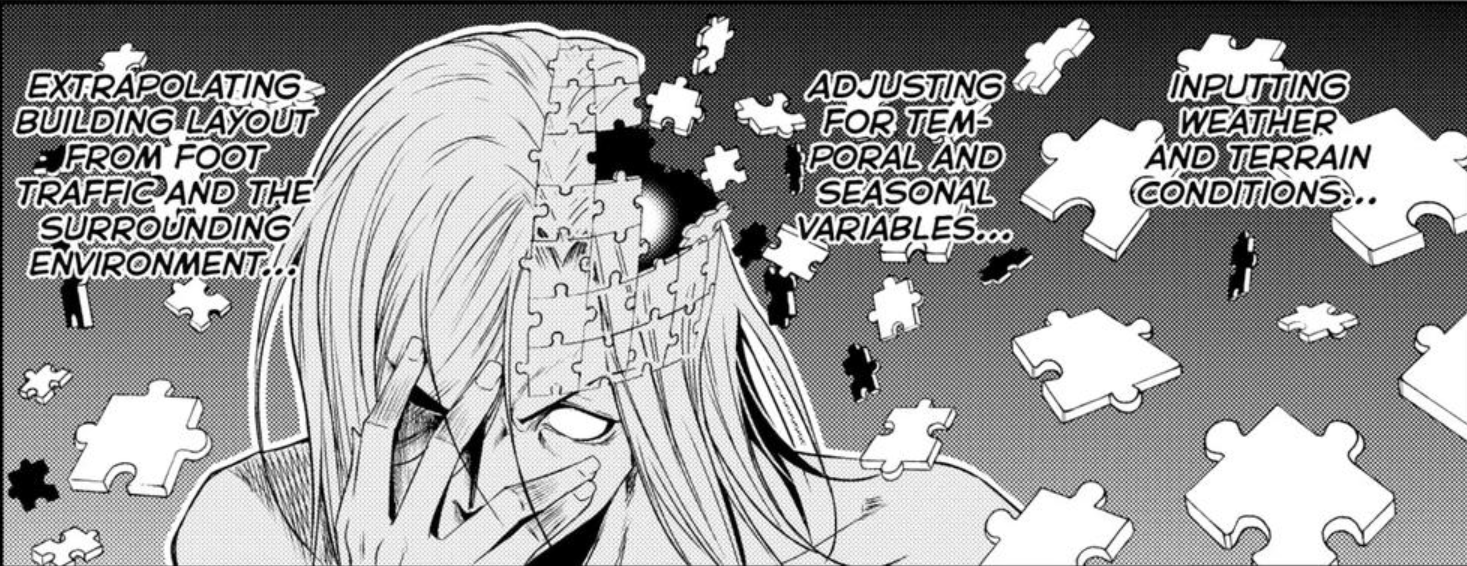 INPUTTING
WEATHER
AND TERRAIN
CONDITIONS...
ADJUSTING
FOR TEM-
PORAL AND
SEASONAL
VARIABLES...
EXTRAPOLATING
BUILDING LAYOUT
FROM FOOT
TRAFFIC AND THE
SURROUNDING
ENVIRONMENT...